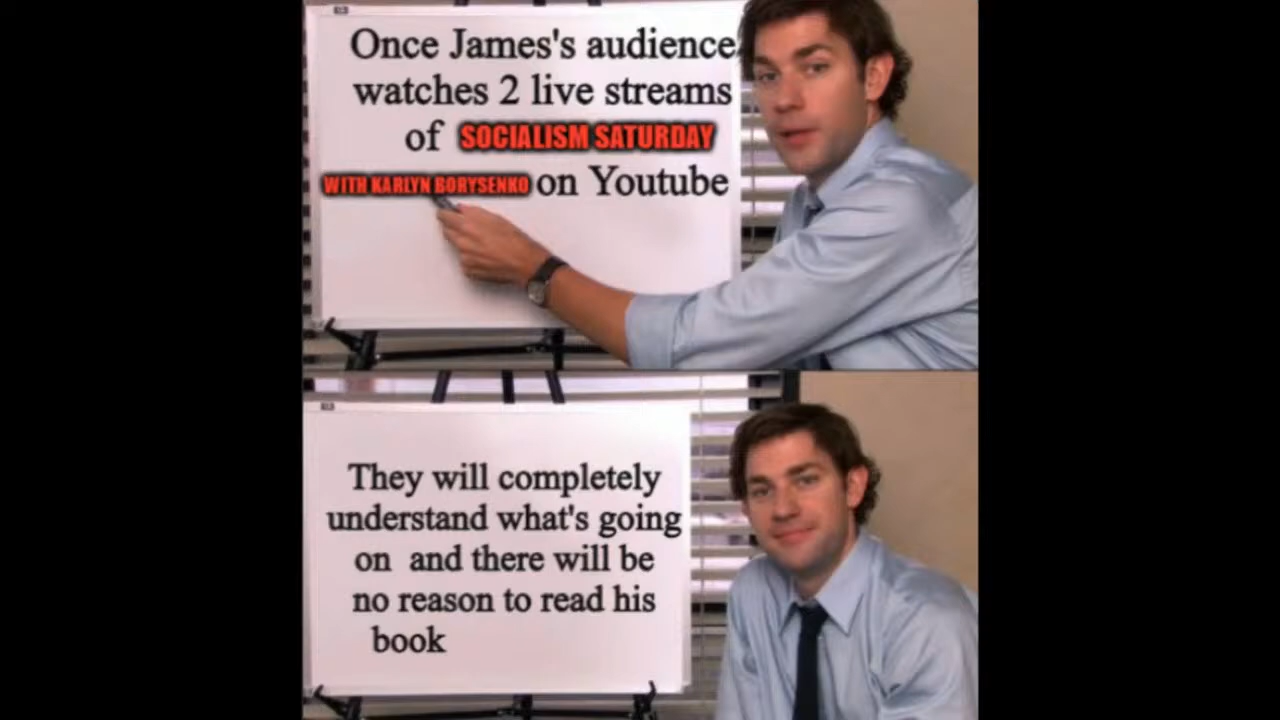 Once James's audience
watches 2 live streams
of SOCIALISM SATURDAY
WITH KARLYN BORYSENKO on Youtube
They will completely
understand what's going
on and there will be
no reason to read his
book